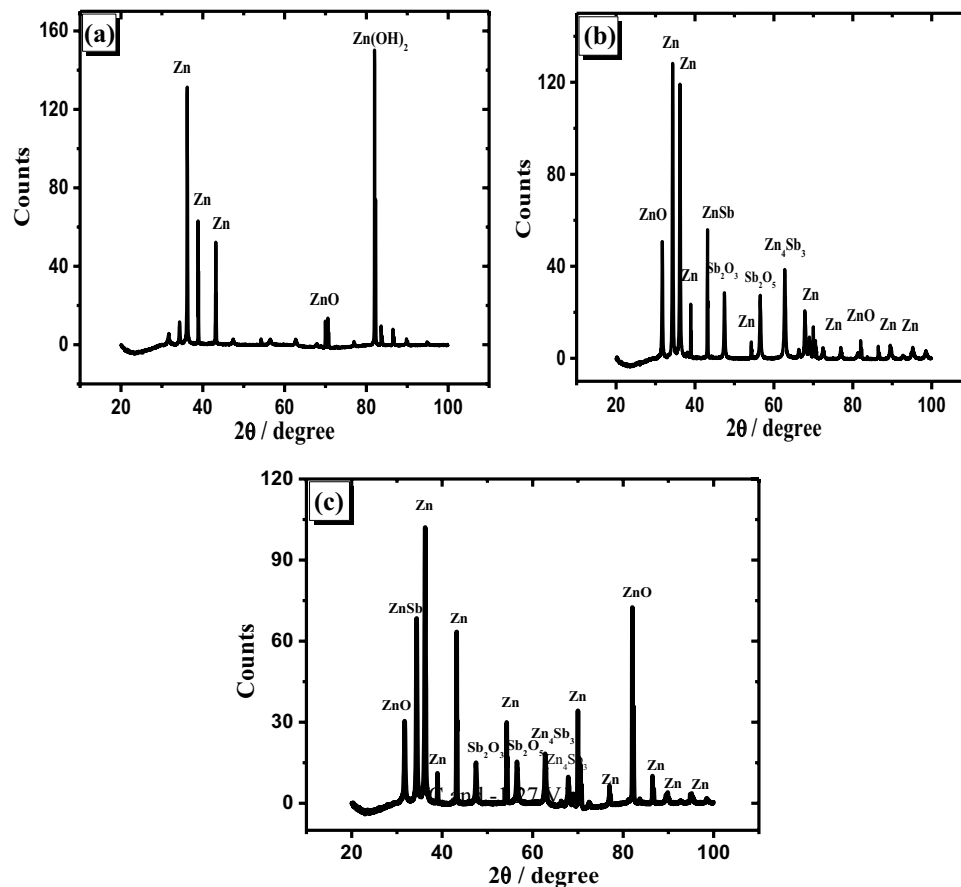 (a)
160
120
80
40
0
Counts
Zn
Zn
Zn
ZnO
Zn(OH)₂
20 40 60 80 100
2θ / degree
(b)
120
80
40
0
Counts
ZnO
Zn
Zn
Zn
ZnSb
Sb₂O₃
Zn
Sb₂O₅
Zn₄Sb₃
Zn
Zn
ZnO
Zn
Zn
20 40 60 80 100
2θ / degree
(c)
120
90
60
30
0
Counts
ZnO
ZnSb
Zn
Zn
Zn
Sb₂O₃
Zn
Sb₂O₅
Zn₄Sb₃
Zn₄Sb₃
Zn
Zn
ZnO
Zn
Zn
Zn
C and -1.27 V
20 40 60 80 100
2θ / degree